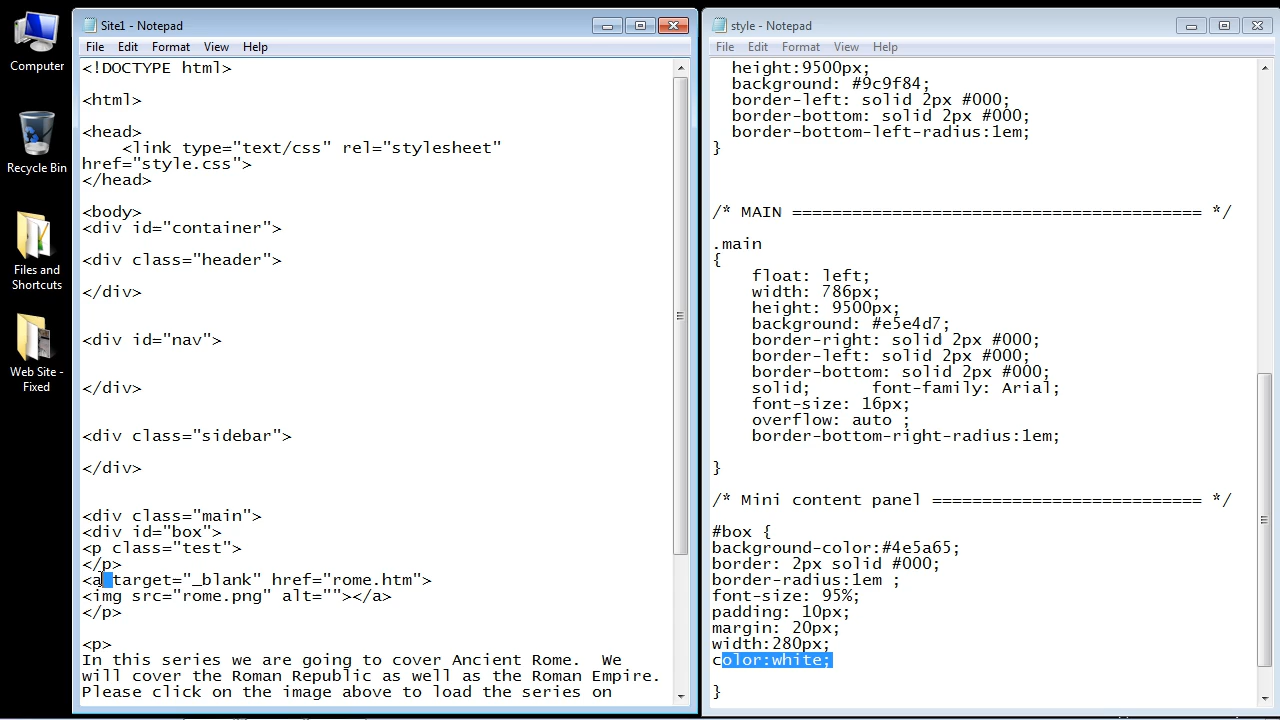 Computer
Recycle Bin
Files and
Shortcuts
Web Site -
Fixed
Site1 - Notepad
File Edit Format View Help
<!DOCTYPE html>
<html>
<head>
<link type="text/css" rel="stylesheet"
href="style.css">
</head>
<body>
<div id="container">
<div class="header">
</div>
<div id="nav">
</div>
<div class="sidebar">
</div>
<div class="main">
<div id="box">
<p class="test">
</p>
<a target="_blank" href="rome.htm">
<img src="rome.png" alt=""></a>
</p>
<p>
In this series we are going to cover Ancient Rome.  We
will cover the Roman Republic as well as the Roman Empire.
Please click on the image above to load the series on
style - Notepad
File Edit Format View Help
height:9500px;
background: #9c9f84;
border-left: solid 2px #000;
border-bottom: solid 2px #000;
border-bottom-left-radius:1em;
}
/* MAIN ========================================= */
.main
{
float: left;
width: 786px;
height: 9500px;
background: #e5e4d7;
border-right: solid 2px #000;
border-left: solid 2px #000;
border-bottom: solid 2px #000;
solid;      font-family: Arial;
font-size: 16px;
overflow: auto ;
border-bottom-right-radius:1em;
}
/* Mini content panel =========================== */
#box {
background-color:#4e5a65;
border: 2px solid #000;
border-radius:1em ;
font-size: 95%;
padding: 10px;
margin: 20px;
width:280px;
color:white;
}